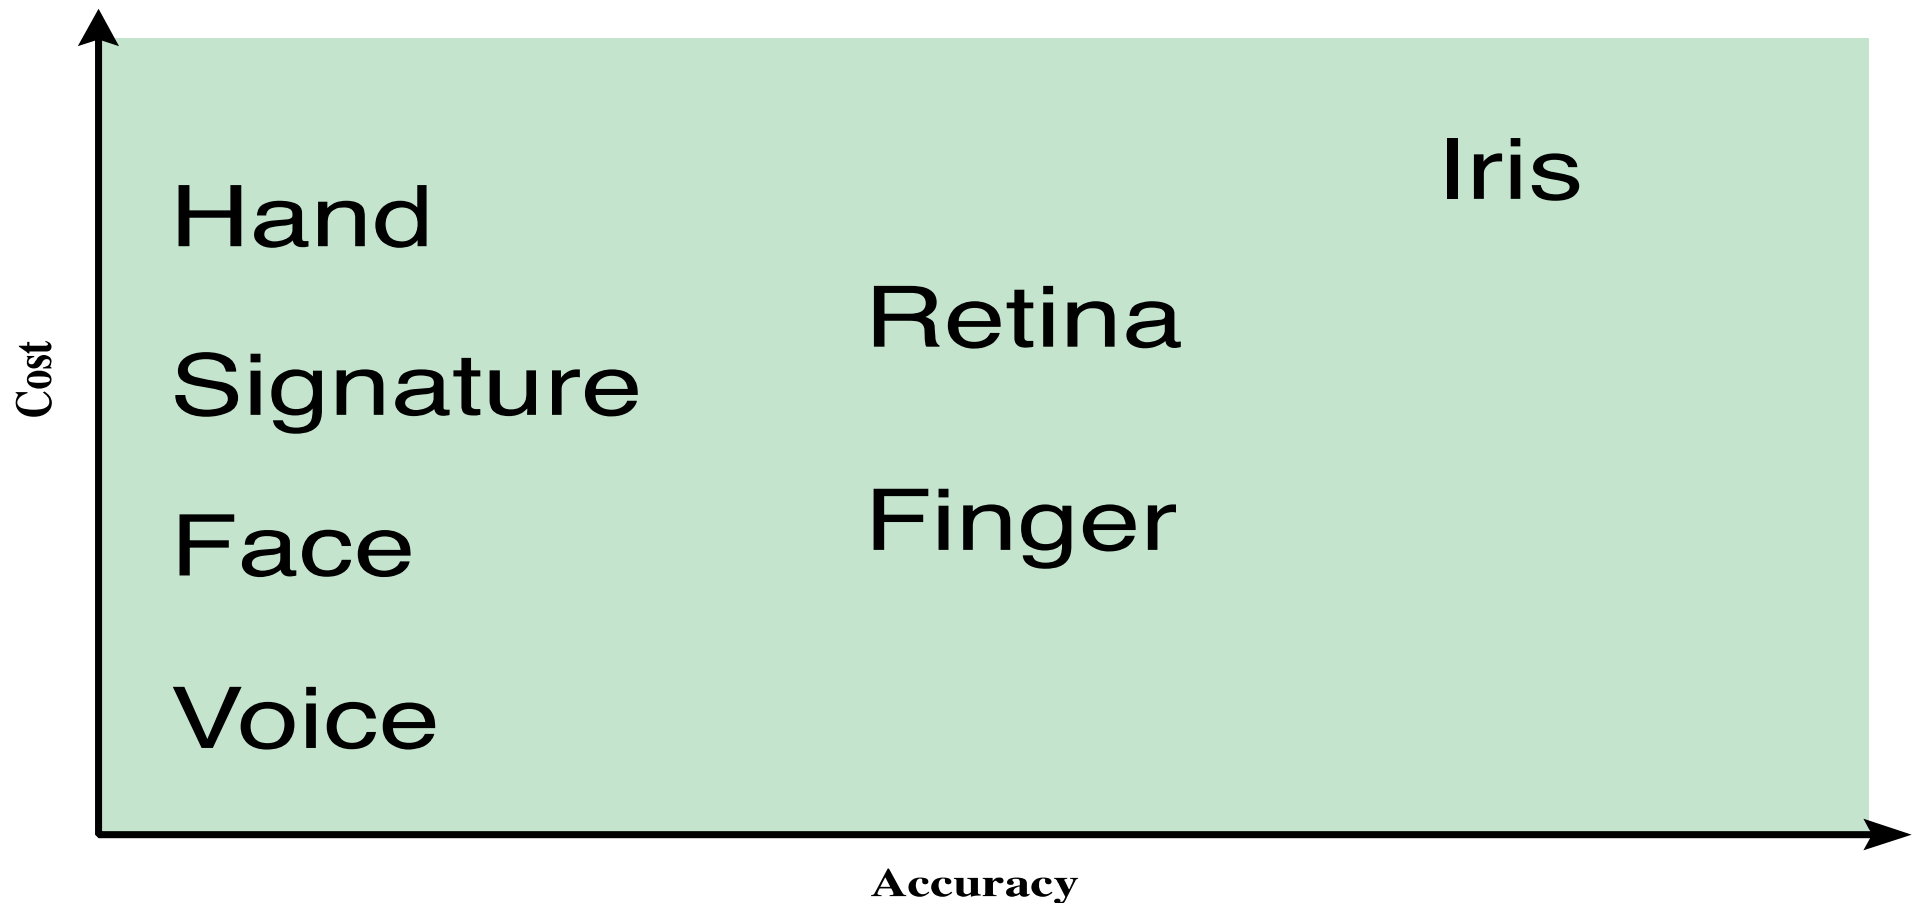 Iris
Hand
Retina
Signature
Cost
Face
Finger
Voice
Accuracy